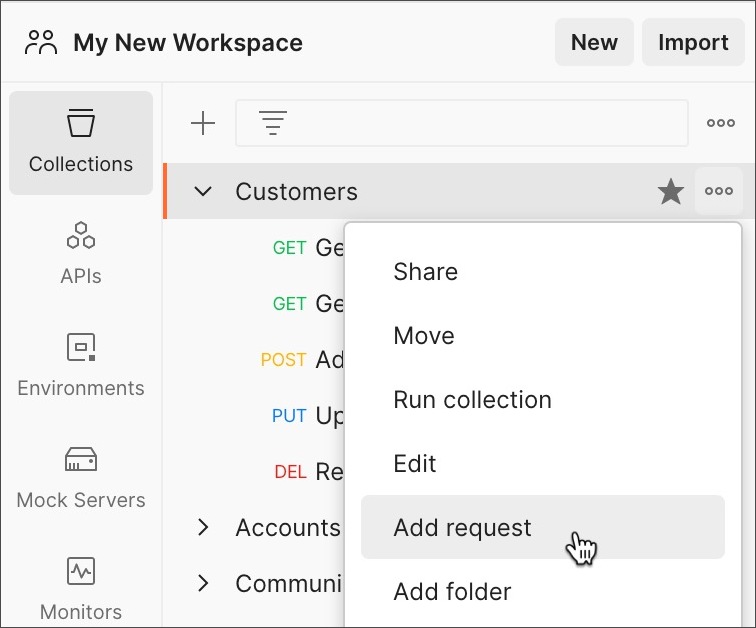 My New Workspace New Import
Collections
Customers
APIs
GET Ge
GET Ge
POST Ad
PUT Up
DEL Re
Accounts
Communi
Environments
Mock Servers
Monitors
Share
Move
Run collection
Edit
Add request
Add folder